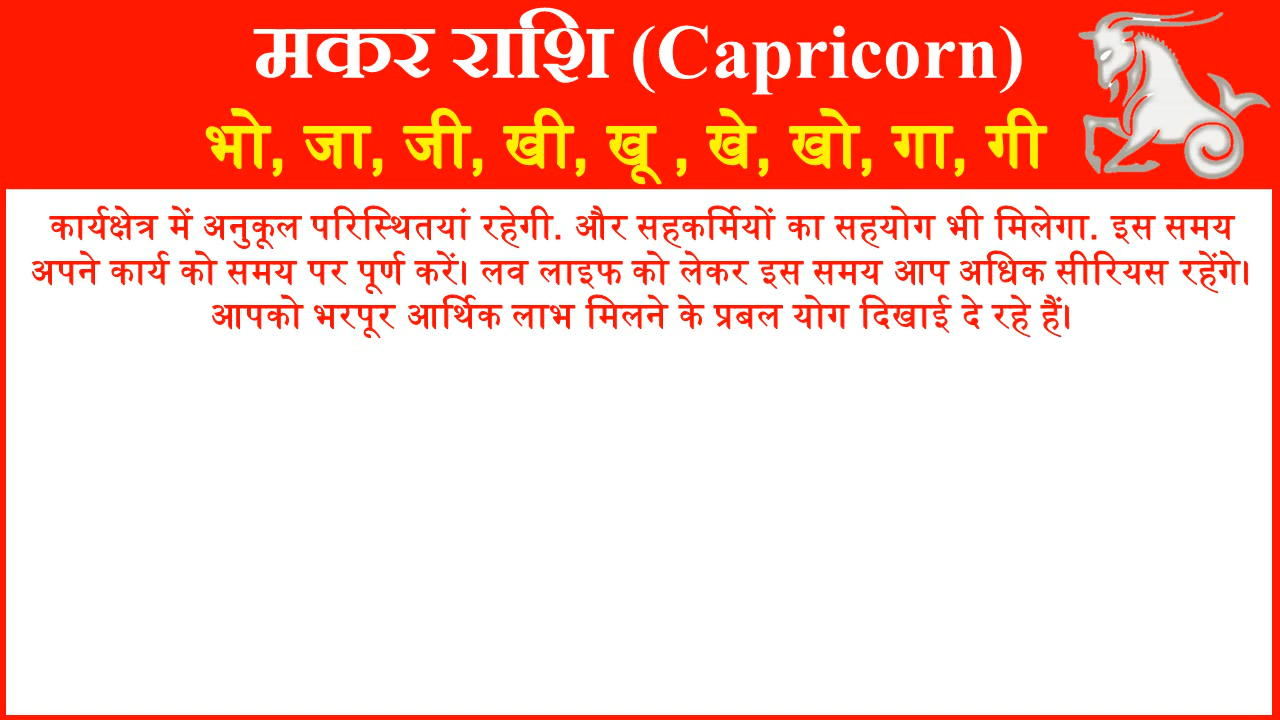 मकर राशि (Capricorn)
भो, जा, जी, खी, खू , खे, खो, गा, गी
कार्यक्षेत्र में अनुकूल परिस्थितयां रहेगी. और सहकर्मियों का सहयोग भी मिलेगा. इस समय
अपने कार्य को समय पर पूर्ण करें। लव लाइफ को लेकर इस समय आप अधिक सीरियस रहेंगे।
आपको भरपूर आर्थिक लाभ मिलने के प्रबल योग दिखाई दे रहे हैं।